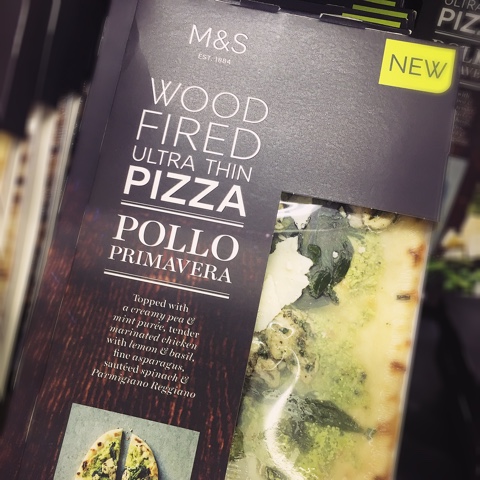 M&S
EST. 1884
NEW
WOOD
FIRED
ULTRA THIN
PIZZA
POLLO
PRIMAVERA
Topped with
a creamy pea &
mint purée, tender
marinated chicken
with lemon & basil,
fine asparagus,
sautéed spinach &
Parmigiano Reggiano
PIZZ